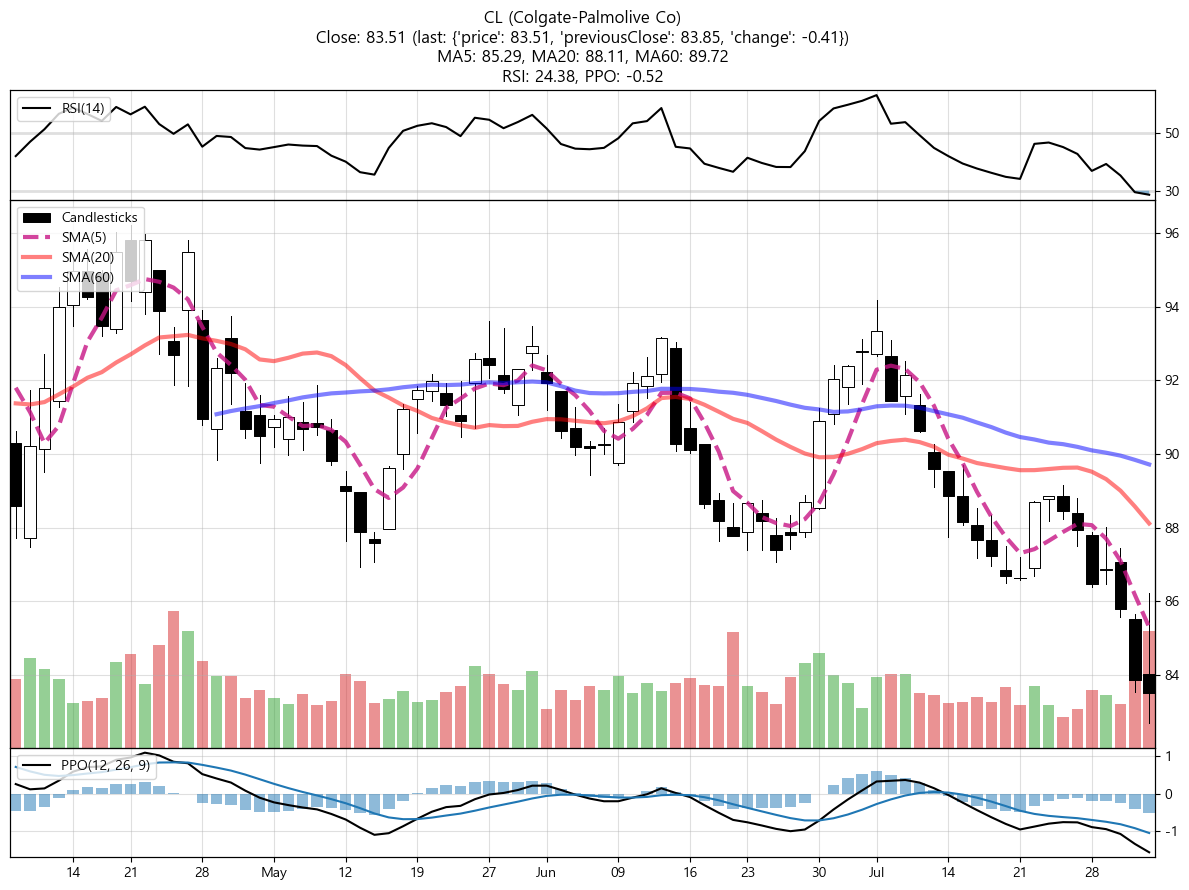 CL (Colgate-Palmolive Co)
Close: 83.51 (last: {'price': 83.51, 'previousClose': 83.85, 'change': -0.41})
MA5: 85.29, MA20: 88.11, MA60: 89.72
RSI: 24.38, PPO: -0.52
RSI(14)
50
30
Candlesticks
SMA(5)
SMA(20)
SMA(60)
96
94
92
90
88
86
84
PPO(12, 26, 9)
1
0
-1
14 21 28 May 12 19 27 Jun 09 16 23 30 Jul 14 21 28